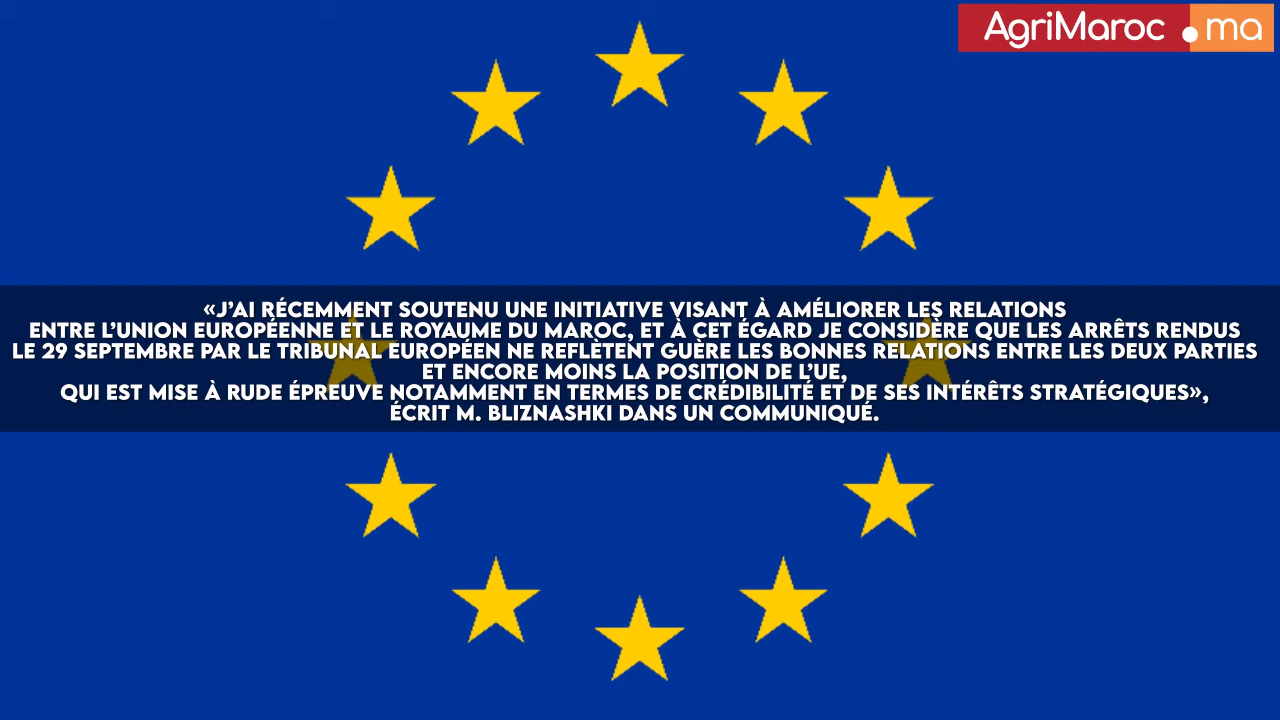 AgriMaroc.ma
«J'AI RÉCEMMENT SOUTENU UNE INITIATIVE VISANT À AMÉLIORER LES RELATIONS
ENTRE L'UNION EUROPÉENNE ET LE ROYAUME DU MAROC, ET À CET ÉGARD JE CONSIDÈRE QUE LES ARRÊTS RENDUS
LE 29 SEPTEMBRE PAR LE TRIBUNAL EUROPÉEN NE REFLÈTENT GUÈRE LES BONNES RELATIONS ENTRE LES DEUX PARTIES
ET ENCORE MOINS LA POSITION DE L'UE,
QUI EST MISE À RUDE ÉPREUVE NOTAMMENT EN TERMES DE CRÉDIBILITÉ ET DE SES INTÉRÊTS STRATÉGIQUES»,
ÉCRIT M. BLIZNASHKI DANS UN COMMUNIQUÉ.